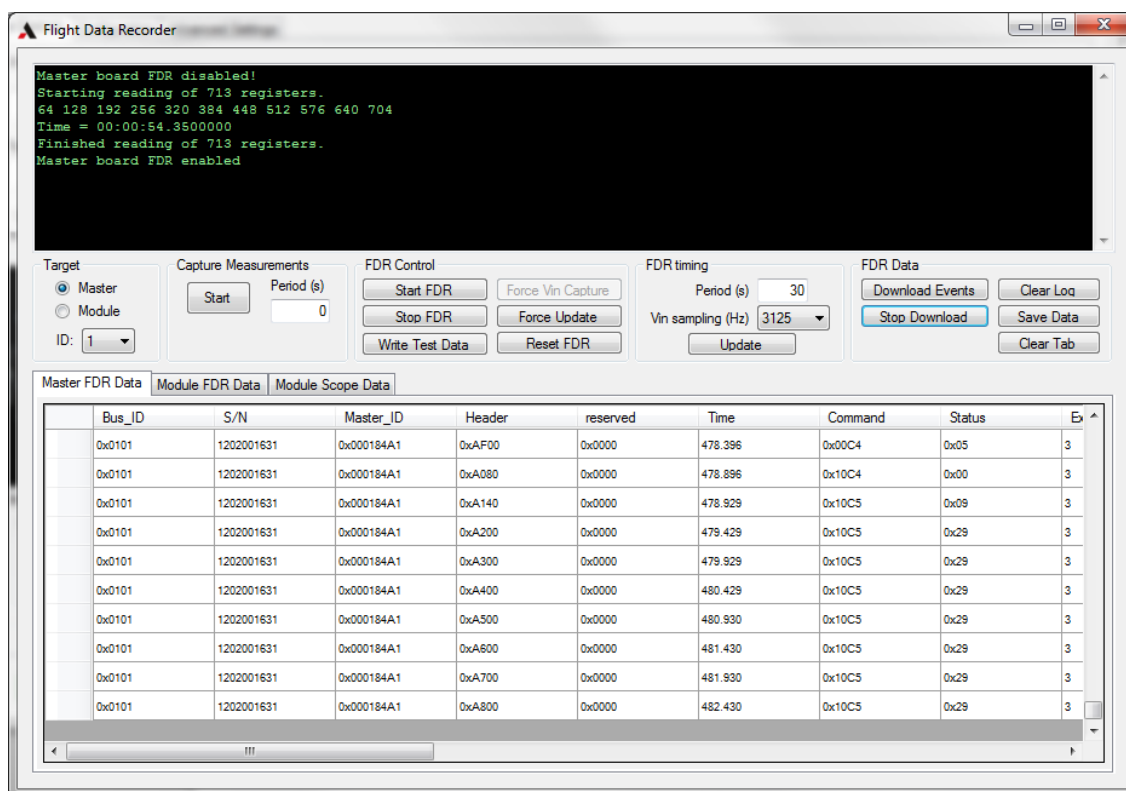 Flight Data Recorder
Master board FDR disabled!
Starting reading of 713 registers.
64 128 192 256 320 384 448 512 576 640 704
Time = 00:00:54.3500000
Finished reading of 713 registers.
Master board FDR enabled
Target
Master
Module
ID: 1
Capture Measurements
Start
Period (s)
0
FDR Control
Start FDR Force Vin Capture
Stop FDR Force Update
Write Test Data Reset FDR
FDR timing
Period (s) 30
Vin sampling (Hz) 3125
Update
FDR Data
Download Events Clear Log
Stop Download Save Data
Clear Tab
Master FDR Data Module FDR Data Module Scope Data
Bus_ID S/N Master_ID Header reserved Time Command Status
0x0101 1202001631 0x000184A1 0xAF00 0x0000 478.396 0x00C4 0x05 3
0x0101 1202001631 0x000184A1 0xA080 0x0000 478.896 0x10C4 0x00 3
0x0101 1202001631 0x000184A1 0xA140 0x0000 478.929 0x10C5 0x09 3
0x0101 1202001631 0x000184A1 0xA200 0x0000 479.429 0x10C5 0x29 3
0x0101 1202001631 0x000184A1 0xA300 0x0000 479.929 0x10C5 0x29 3
0x0101 1202001631 0x000184A1 0xA400 0x0000 480.429 0x10C5 0x29 3
0x0101 1202001631 0x000184A1 0xA500 0x0000 480.930 0x10C5 0x29 3
0x0101 1202001631 0x000184A1 0xA600 0x0000 481.430 0x10C5 0x29 3
0x0101 1202001631 0x000184A1 0xA700 0x0000 481.930 0x10C5 0x29 3
0x0101 1202001631 0x000184A1 0xA800 0x0000 482.430 0x10C5 0x29 3